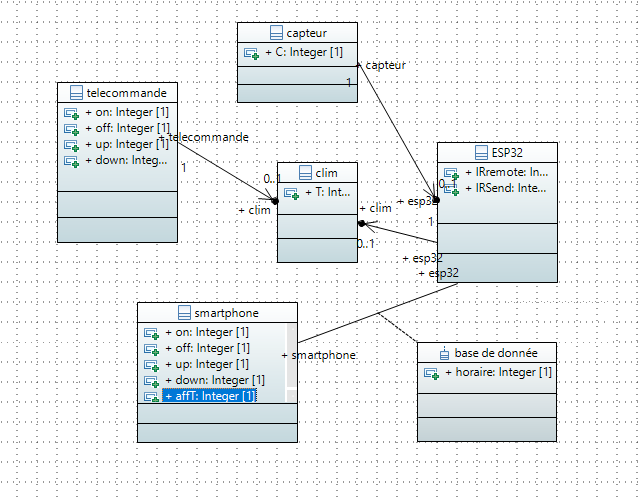 capteur
+ C: Integer [1]
+ capteur
1
telecommande
+ on: Integer [1]
+ off: Integer [1]
+ up: Integer [1]
+ down: Integ...
+ telecommande
1
0..1
+ clim
clim
+ T: Int...
+ clim
0..1
ESP32
+ IRremote: In...
+ IRSend: Inte...
0..1
+ esp32
1
+ esp32
+ esp32
smartphone
+ on: Integer [1]
+ off: Integer [1]
+ up: Integer [1]
+ down: Integer [1]
+ affT: Integer [1]
+ smartphone
base de donnée
+ horaire: Integer [1]